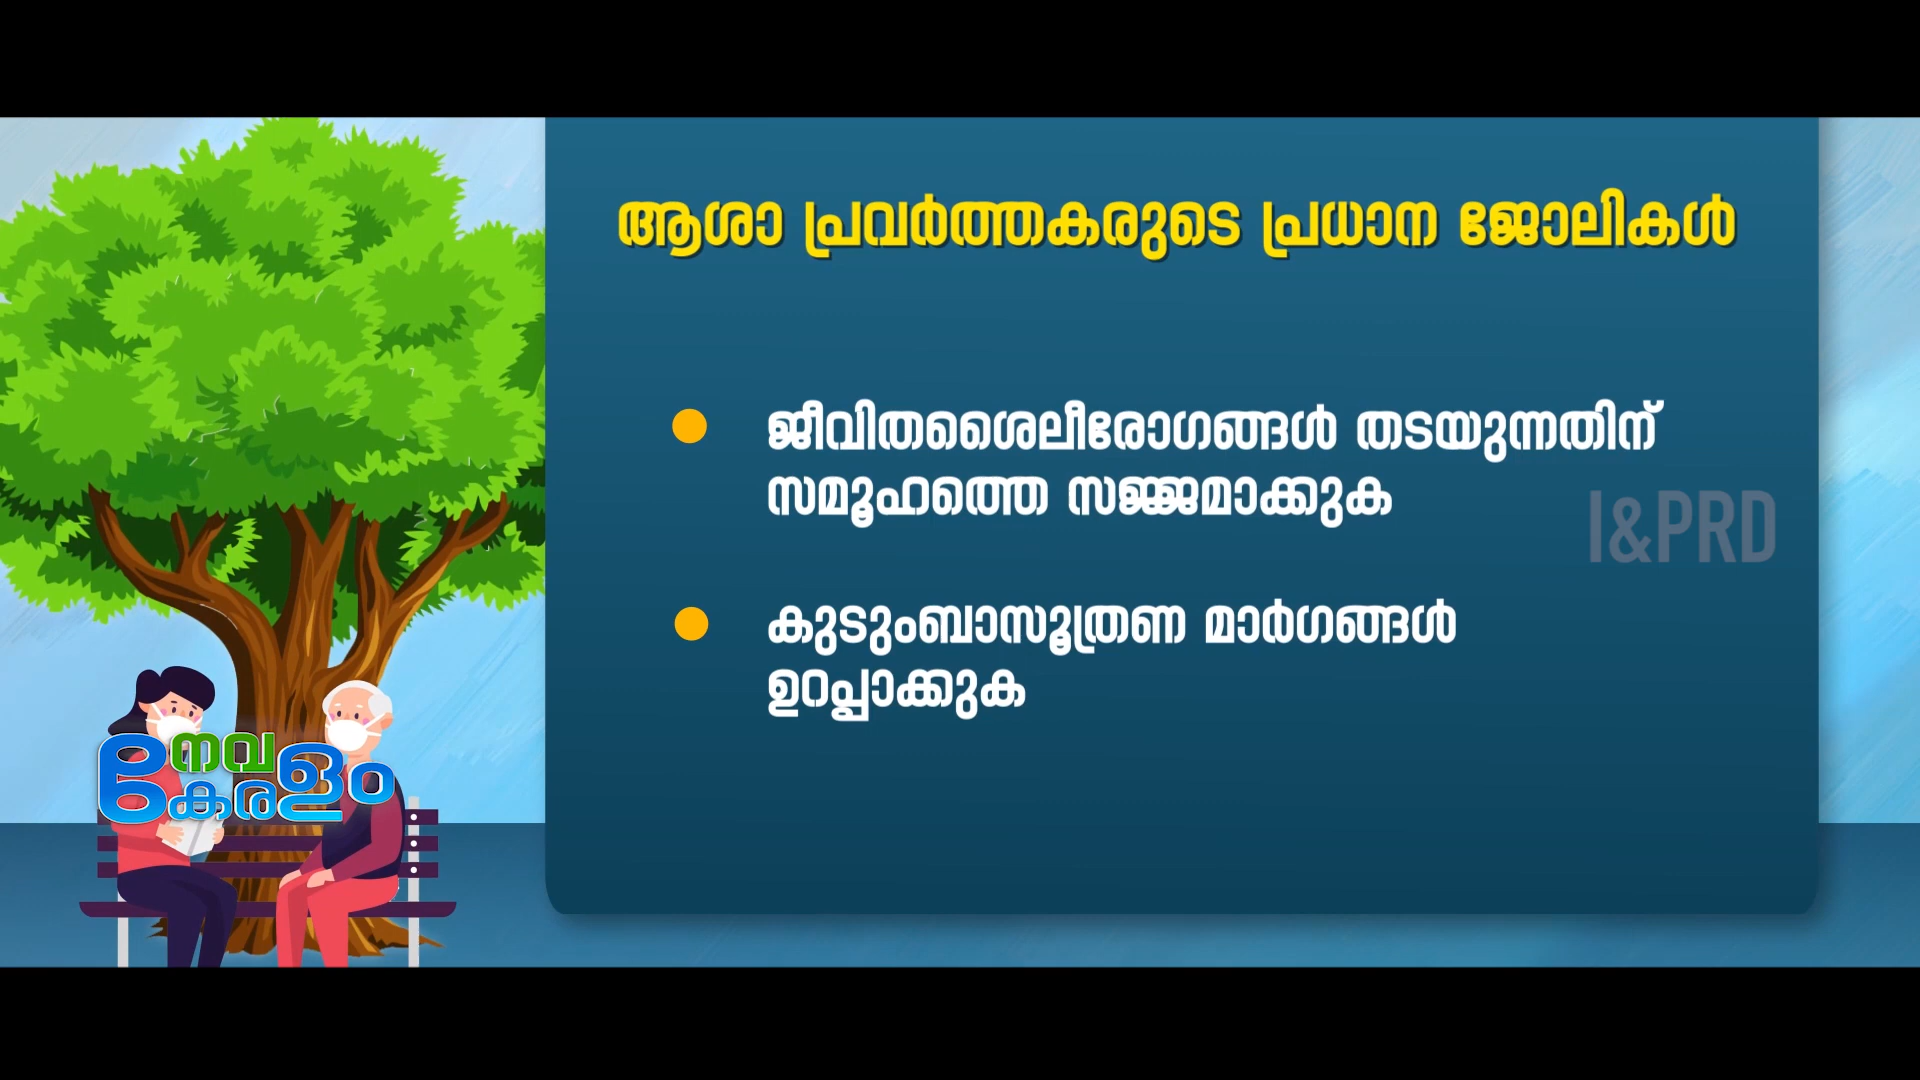 ആശാ പ്രവർത്തകരുടെ പ്രധാന ജോലികൾ
ജീവിതശൈലീരോഗങ്ങൾ തടയുന്നതിന്
സമൂഹത്തെ സജ്ജമാക്കുക
I&PRD
കുടുംബാസൂത്രണ മാർഗങ്ങൾ
ഉറപ്പാക്കുക
നവ
കേരളം